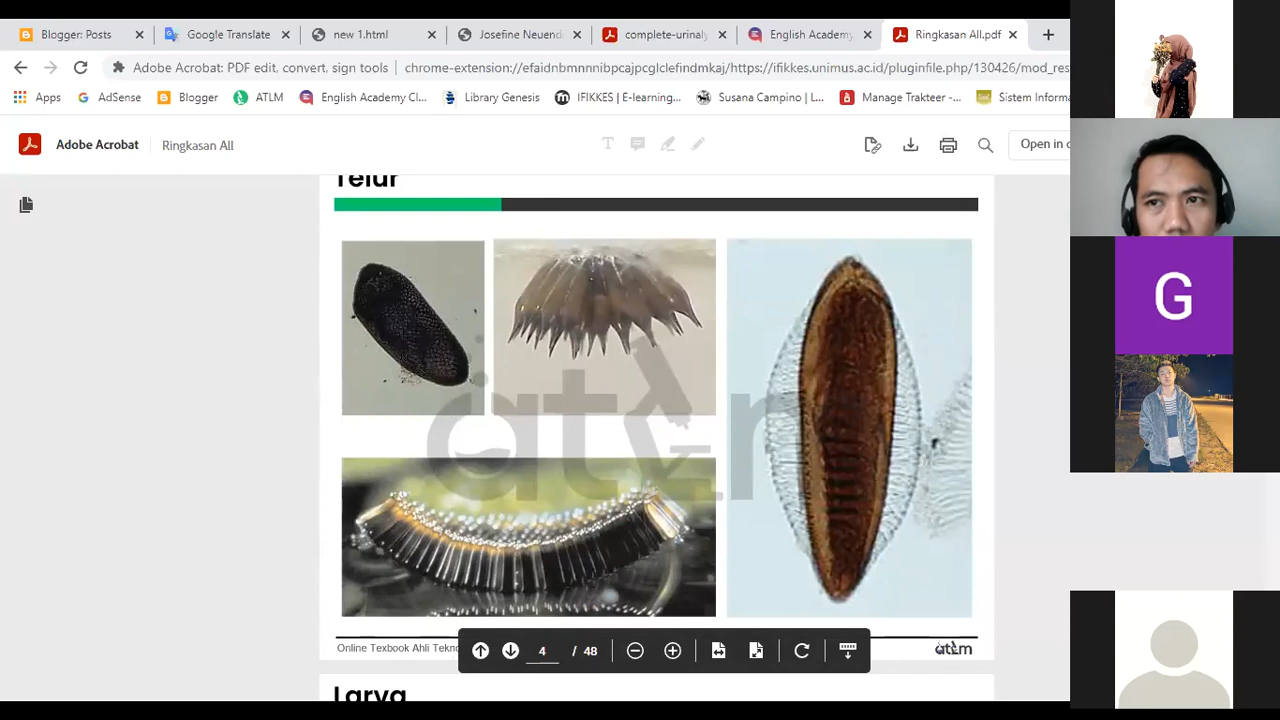 Blogger: Posts
Google Translate
new 1.html
Josefine Neuend
complete-urinaly
English Academy
Ringkasan All.pdf
Adobe Acrobat: PDF edit, convert, sign tools
chrome-extension://efaidnbmnnnibpcajpcglclefindmkaj/https://ifikkes.unimus.ac.id/pluginfile.php/130426/mod_res
Apps
AdSense
Blogger
ATLM
English Academy Cl...
Library Genesis
IFIKKES | E-learning...
Susana Campino | L...
Manage Trakteer -...
Sistem Informa
Adobe Acrobat
Ringkasan All
Open in
Telur
atlm
Online Texbook Ahli Tekno
atlm
4 / 48
Larva
G